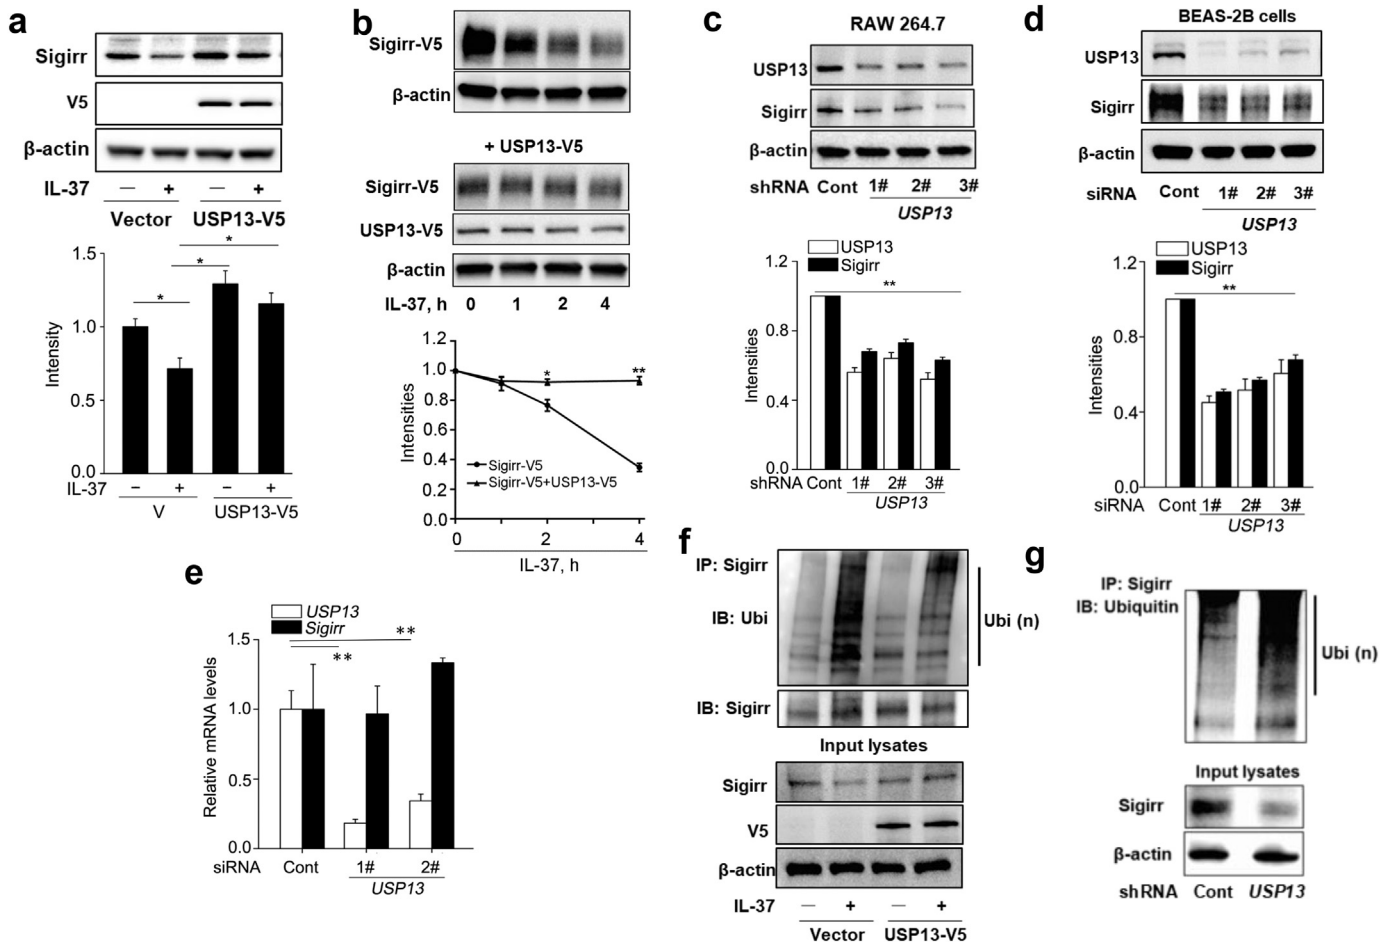 a
Sigirr
V5
β-actin
IL-37 — + — +
Vector USP13-V5
* * *
1.5
1.0
0.5
0.0
Intensity
IL-37 − + − +
V USP13-V5
b
Sigirr-V5
β-actin
+ USP13-V5
Sigirr-V5
USP13-V5
β-actin
IL-37, h 0 1 2 4
1.2
1.0
0.8
0.6
0.4
0.2
0.0
Intensities
* **
Sigirr-V5
Sigirr-V5+USP13-V5
0 2 4
IL-37, h
c
RAW 264.7
USP13
Sigirr
β-actin
shRNA Cont 1# 2# 3#
USP13
USP13
Sigirr
**
1.2
0.8
0.4
0.0
Intensities
shRNA Cont 1# 2# 3#
USP13
d
BEAS-2B cells
USP13
Sigirr
β-actin
siRNA Cont 1# 2# 3#
USP13
USP13
Sigirr
**
1.2
0.8
0.4
0.0
Intensities
siRNA Cont 1# 2# 3#
USP13
e
USP13
Sigirr
**
**
1.5
1.0
0.5
0.0
Relative mRNA levels
siRNA Cont 1# 2#
USP13
f
IP: Sigirr
IB: Ubi
Ubi (n)
IB: Sigirr
Input lysates
Sigirr
V5
β-actin
IL-37 — + — +
Vector USP13-V5
g
IP: Sigirr
IB: Ubiquitin
Ubi (n)
Input lysates
Sigirr
β-actin
shRNA Cont USP13